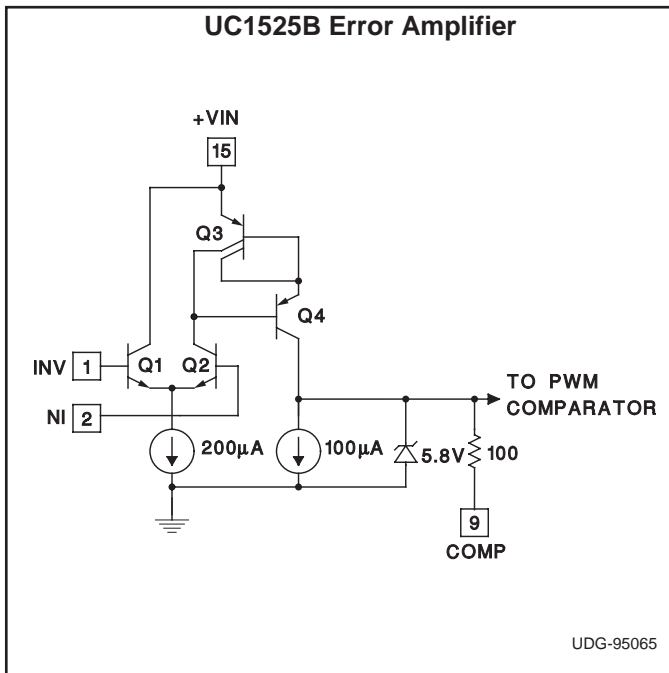 UC1525B Error Amplifier
+VIN
15
Q3
Q4
INV 1 Q1 Q2
NI 2
TO PWM
COMPARATOR
200µA 100µA 5.8V 100
9
COMP
UDG-95065